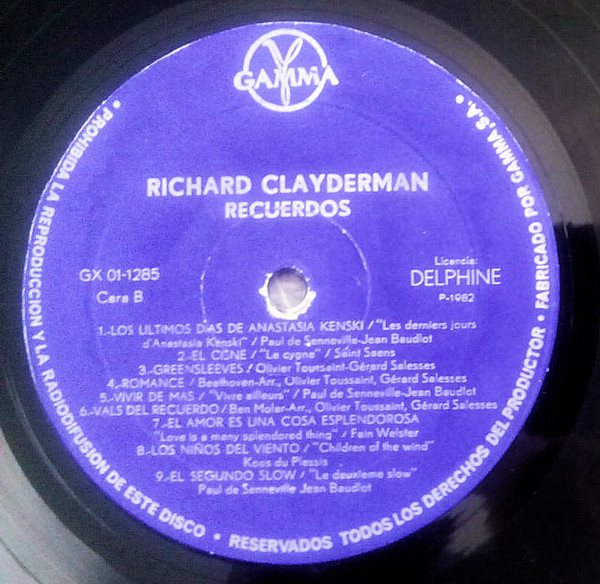 GAMMA
RICHARD CLAYDERMAN
RECUERDOS
GX 01-1285
Cara B
Licencia:
DELPHINE
P-1982
1.-LOS ULTIMOS DIAS DE ANASTASIA KENSKI / "Les derniers jours
d'Anastasia Kenski" / Paul de Senneville-Jean Baudlot
2.-EL CISNE / "Le cygne" / Saint Saens
3.-GREENSLEEVES / Olivier Toussaint-Gérard Salesses
4.-ROMANCE / Beethoven-Arr., Olivier Toussaint, Gérard Salesses
5.-VIVIR DE MAS / "Vivre ailleurs" / Paul de Senneville-Jean Baudlot
6.-VALS DEL RECUERDO / Ben Molar-Arr., Olivier Toussaint, Gérard Salesses
7.-EL AMOR ES UNA COSA ESPLENDOROSA
"Love is a many splendored thing" / Fain Welster
8.-LOS NIÑOS DEL VIENTO / "Children of the wind"
Koos du Plessis
9.-EL SEGUNDO SLOW / "Le deuxieme slow"
Paul de Senneville Jean Baudlot
• PROHIBIDA LA REPRODUCCION Y LA RADIODIFUSION DE ESTE DISCO • RESERVADOS TODOS LOS DERECHOS DEL PRODUCTOR • FABRICADO POR GAMMA S.A. •